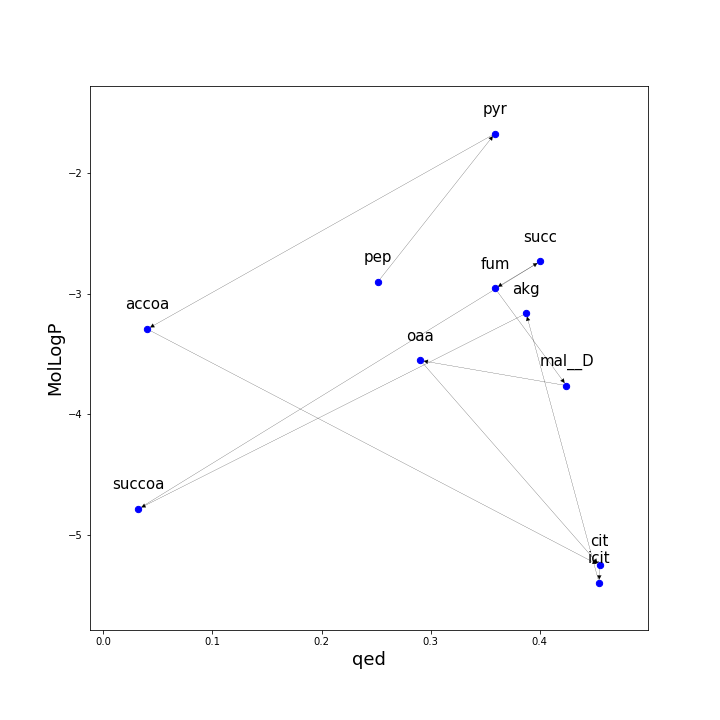 pyr
succ
pep
fum
akg
accoa
oaa
mal__D
succoa
cit
icit
−2
−3
−4
−5
0.0
0.1
0.2
0.3
0.4
MolLogP
qed